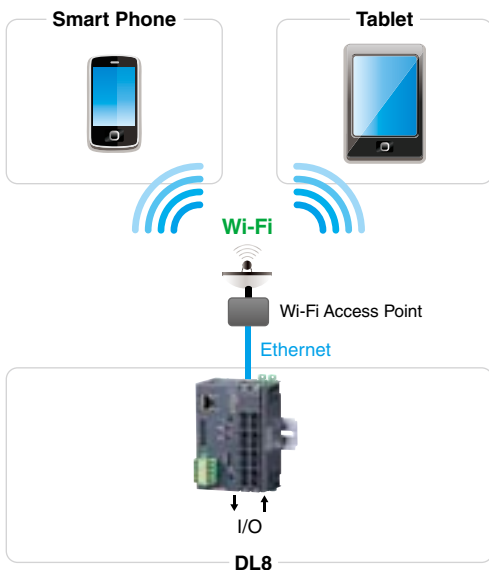 Smart Phone
Tablet
Wi-Fi
Wi-Fi Access Point
Ethernet
I/O
DL8